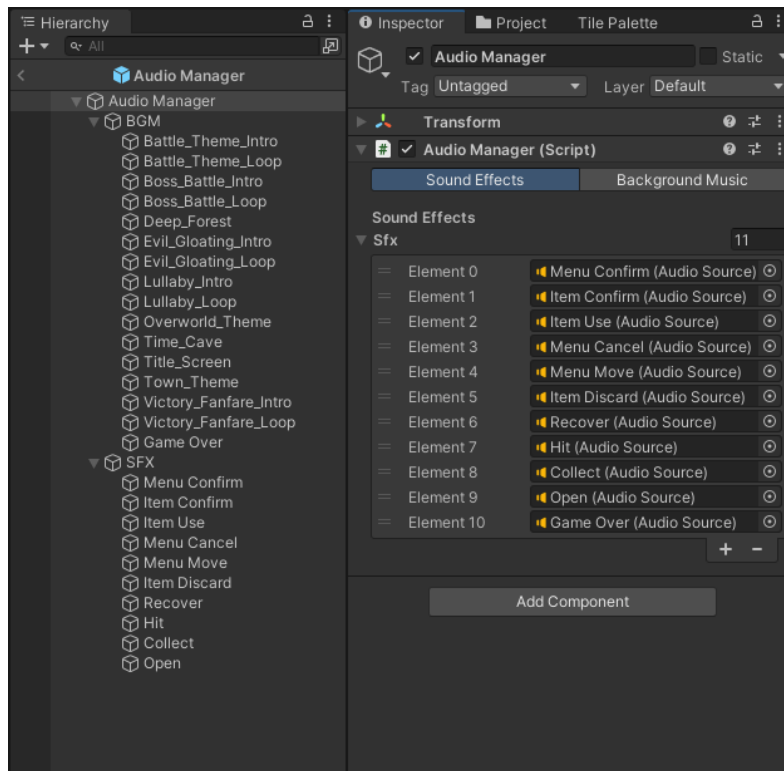 Hierarchy
All
Audio Manager
Audio Manager
BGM
Battle_Theme_Intro
Battle_Theme_Loop
Boss_Battle_Intro
Boss_Battle_Loop
Deep_Forest
Evil_Gloating_Intro
Evil_Gloating_Loop
Lullaby_Intro
Lullaby_Loop
Overworld_Theme
Time_Cave
Title_Screen
Town_Theme
Victory_Fanfare_Intro
Victory_Fanfare_Loop
Game Over
SFX
Menu Confirm
Item Confirm
Item Use
Menu Cancel
Menu Move
Item Discard
Recover
Hit
Collect
Open
Inspector Project Tile Palette
Audio Manager Static
Tag Untagged Layer Default
Transform
# Audio Manager (Script)
Sound Effects Background Music
Sound Effects
Sfx 11
Element 0 Menu Confirm (Audio Source)
Element 1 Item Confirm (Audio Source)
Element 2 Item Use (Audio Source)
Element 3 Menu Cancel (Audio Source)
Element 4 Menu Move (Audio Source)
Element 5 Item Discard (Audio Source)
Element 6 Recover (Audio Source)
Element 7 Hit (Audio Source)
Element 8 Collect (Audio Source)
Element 9 Open (Audio Source)
Element 10 Game Over (Audio Source)
+ −
Add Component